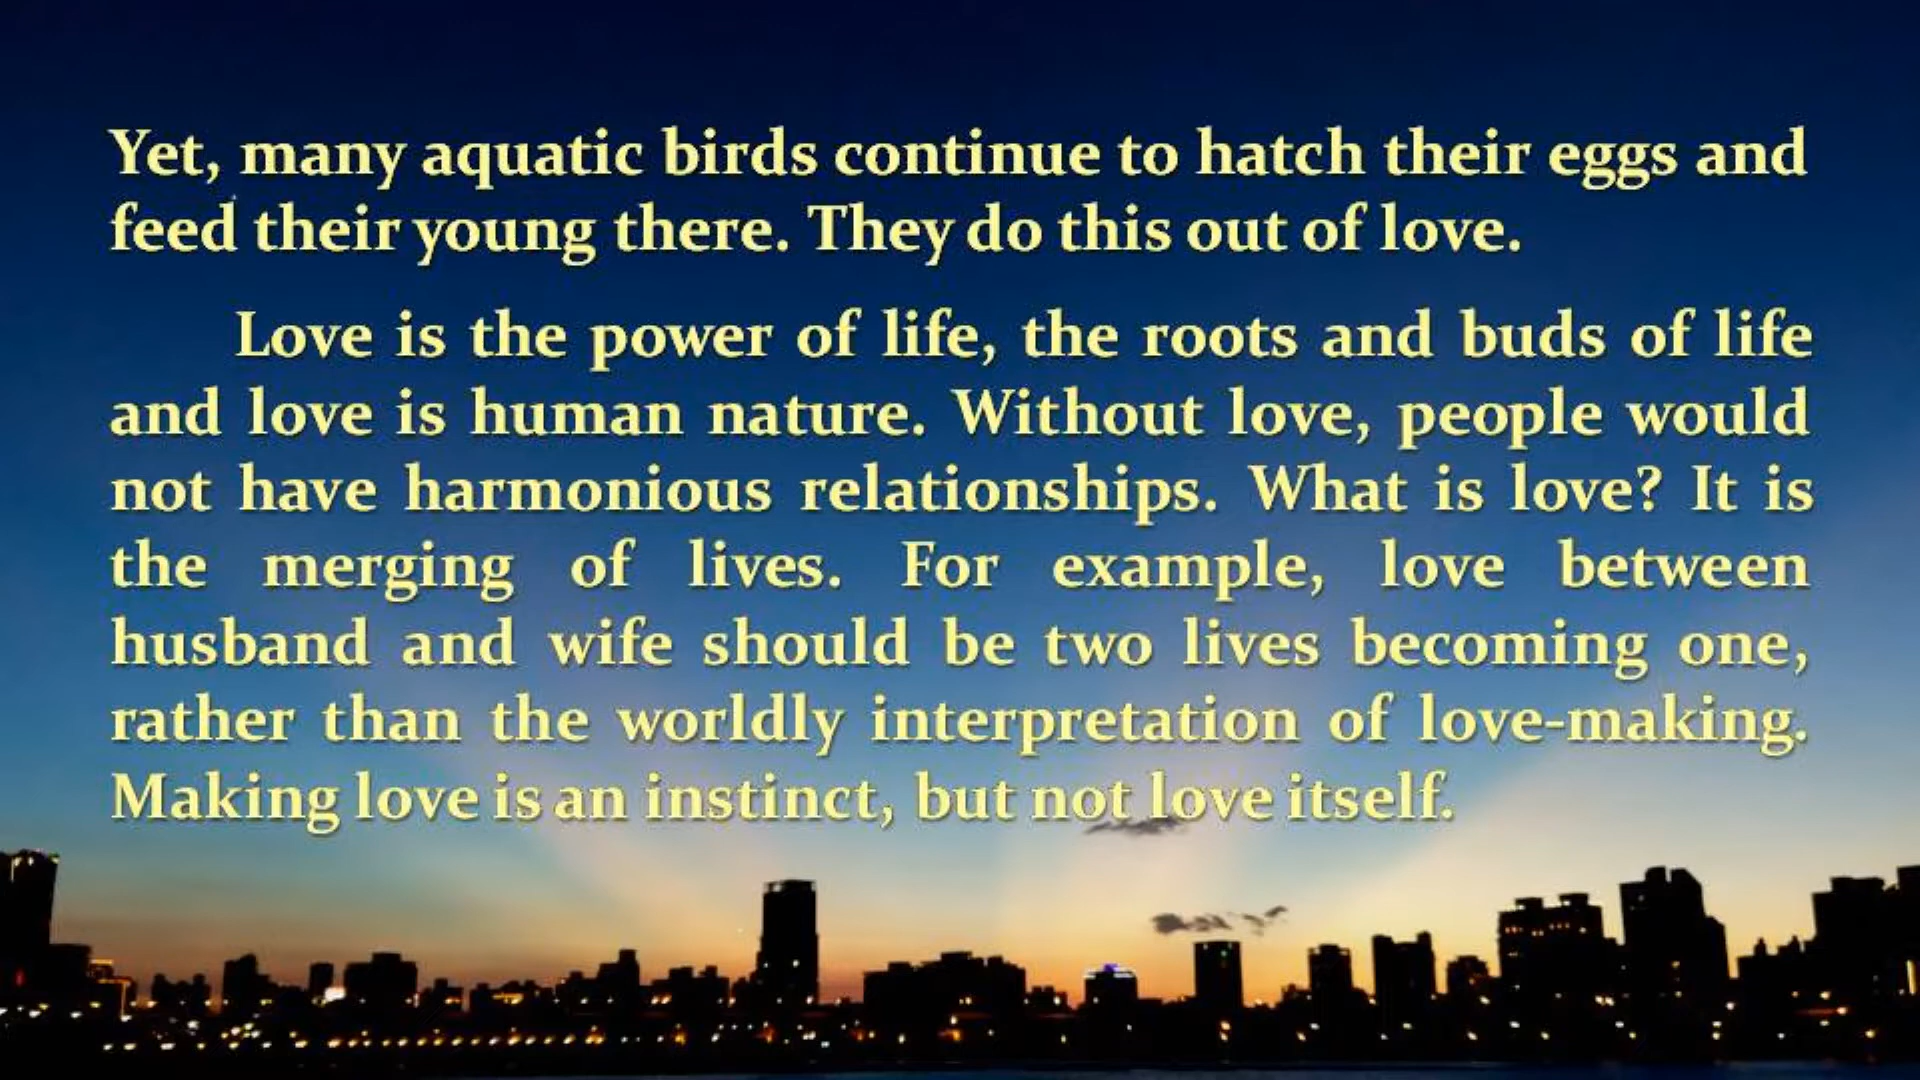 Yet, many aquatic birds continue to hatch their eggs and
feed their young there. They do this out of love.
Love is the power of life, the roots and buds of life
and love is human nature. Without love, people would
not have harmonious relationships. What is love? It is
the merging of lives. For example, love between
husband and wife should be two lives becoming one,
rather than the worldly interpretation of love-making.
Making love is an instinct, but not love itself.